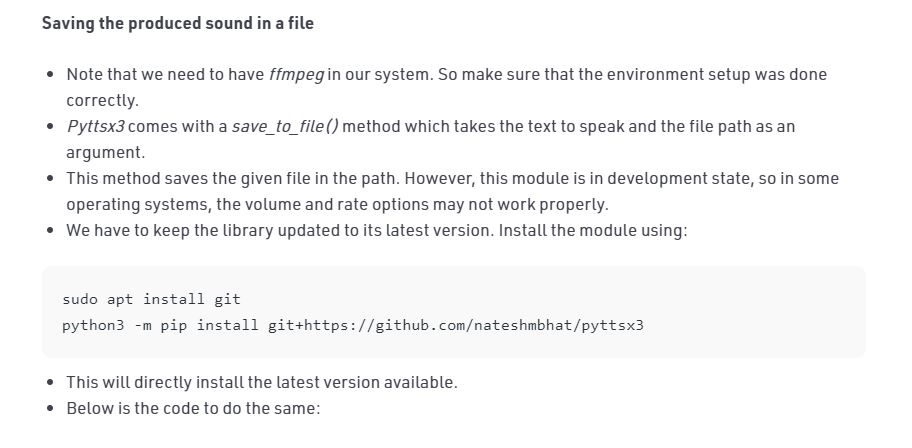 Saving the produced sound in a file
• Note that we need to have ffmpeg in our system. So make sure that the environment setup was done
correctly.
• Pyttsx3 comes with a save_to_file() method which takes the text to speak and the file path as an
argument.
• This method saves the given file in the path. However, this module is in development state, so in some
operating systems, the volume and rate options may not work properly.
• We have to keep the library updated to its latest version. Install the module using:
sudo apt install git
python3 -m pip install git+https://github.com/nateshmbhat/pyttsx3
• This will directly install the latest version available.
• Below is the code to do the same: